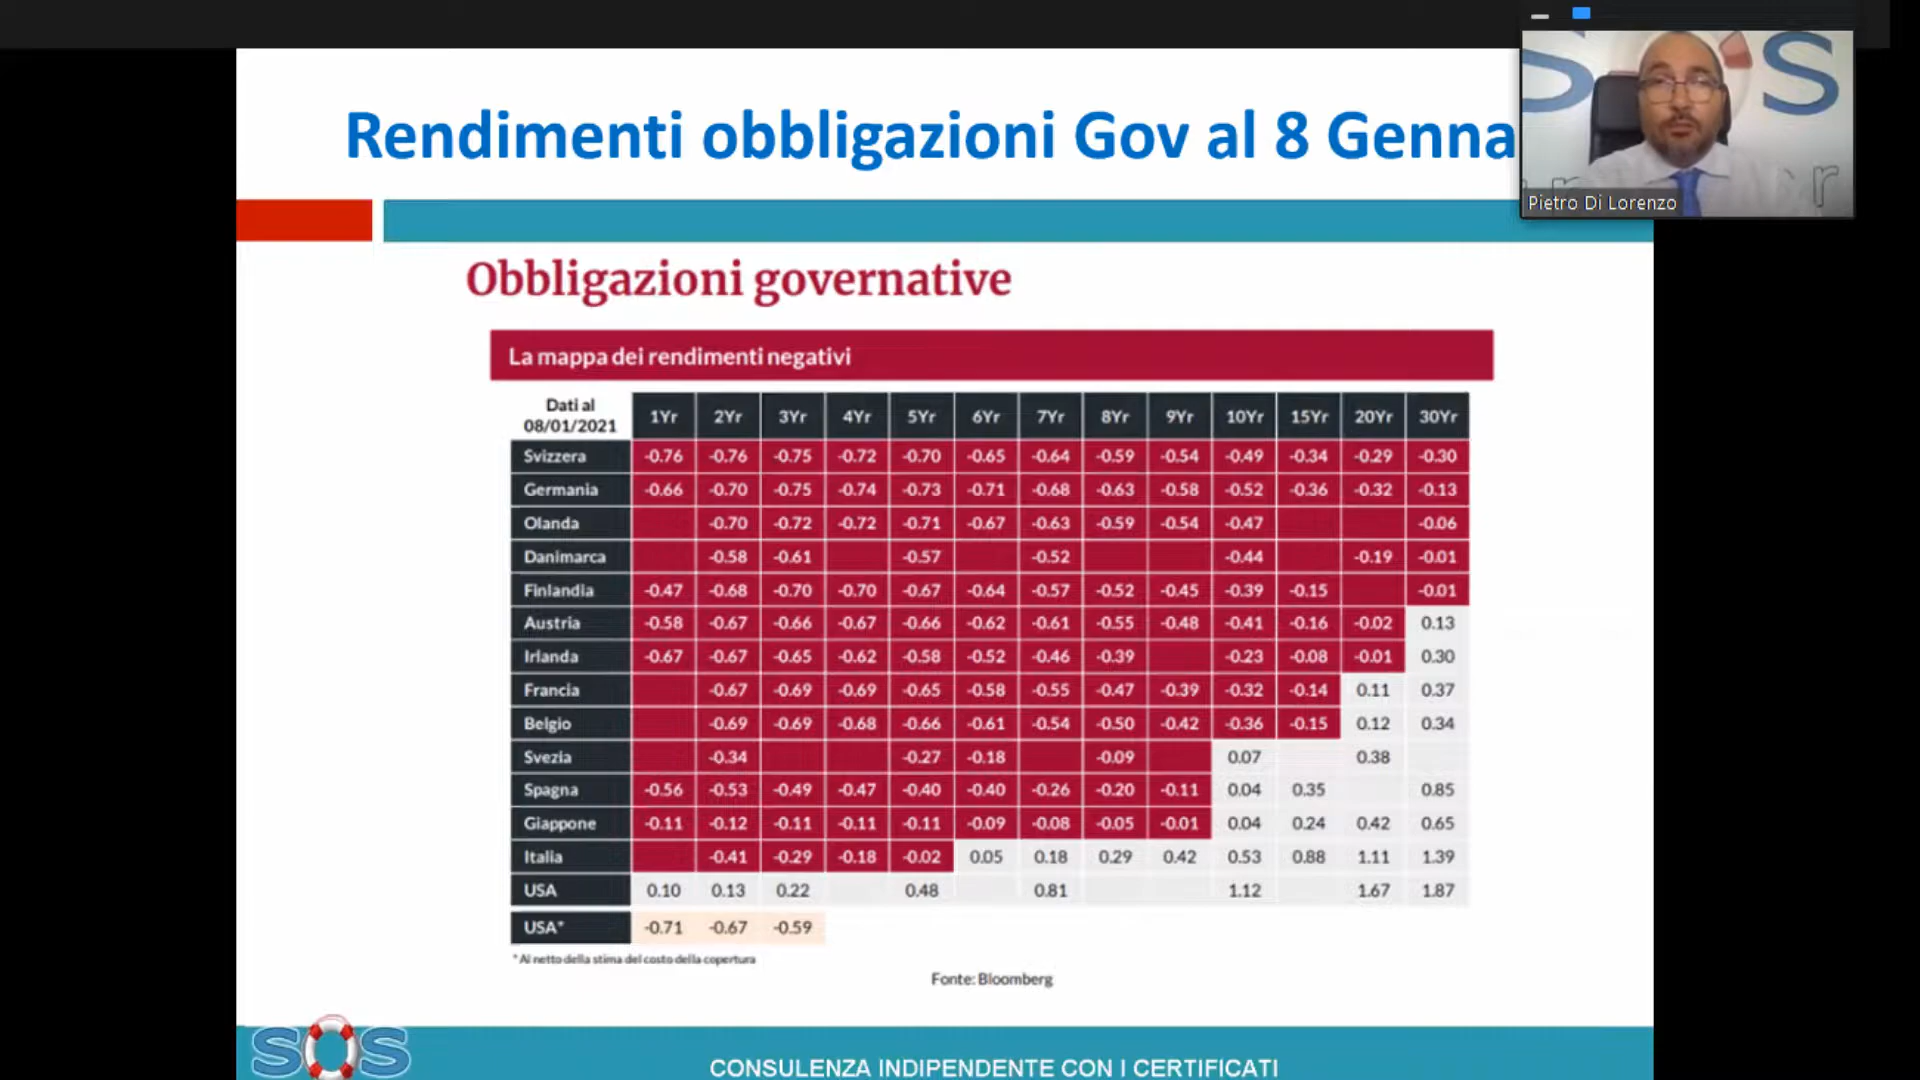 Rendimenti obbligazioni Gov al 8 Genna
SOS
Pietro Di Lorenzo
Obbligazioni governative
La mappa dei rendimenti negativi
Dati al 08/01/2021 1Yr 2Yr 3Yr 4Yr 5Yr 6Yr 7Yr 8Yr 9Yr 10Yr 15Yr 20Yr 30Yr
Svizzera -0.76 -0.76 -0.75 -0.72 -0.70 -0.65 -0.64 -0.59 -0.54 -0.49 -0.34 -0.29 -0.30
Germania -0.66 -0.70 -0.75 -0.74 -0.73 -0.71 -0.68 -0.63 -0.58 -0.52 -0.36 -0.32 -0.13
Olanda -0.70 -0.72 -0.72 -0.71 -0.67 -0.63 -0.59 -0.54 -0.47 -0.06
Danimarca -0.58 -0.61 -0.57 -0.52 -0.44 -0.19 -0.01
Finlandia -0.47 -0.68 -0.70 -0.70 -0.67 -0.64 -0.57 -0.52 -0.45 -0.39 -0.15 -0.01
Austria -0.58 -0.67 -0.66 -0.67 -0.66 -0.62 -0.61 -0.55 -0.48 -0.41 -0.16 -0.02 0.13
Irlanda -0.67 -0.67 -0.65 -0.62 -0.58 -0.52 -0.46 -0.39 -0.23 -0.08 -0.01 0.30
Francia -0.67 -0.69 -0.69 -0.65 -0.58 -0.55 -0.47 -0.39 -0.32 -0.14 0.11 0.37
Belgio -0.69 -0.69 -0.68 -0.66 -0.61 -0.54 -0.50 -0.42 -0.36 -0.15 0.12 0.34
Svezia -0.34 -0.27 -0.18 -0.09 0.07 0.38
Spagna -0.56 -0.53 -0.49 -0.47 -0.40 -0.40 -0.26 -0.20 -0.11 0.04 0.35 0.85
Giappone -0.11 -0.12 -0.11 -0.11 -0.11 -0.09 -0.08 -0.05 -0.01 0.04 0.24 0.42 0.65
Italia -0.41 -0.29 -0.18 -0.02 0.05 0.18 0.29 0.42 0.53 0.88 1.11 1.39
USA 0.10 0.13 0.22 0.48 0.81 1.12 1.67 1.87
USA* -0.71 -0.67 -0.59
* Al netto della stima del costo della copertura
Fonte: Bloomberg
SOS
CONSULENZA INDIPENDENTE CON I CERTIFICATI